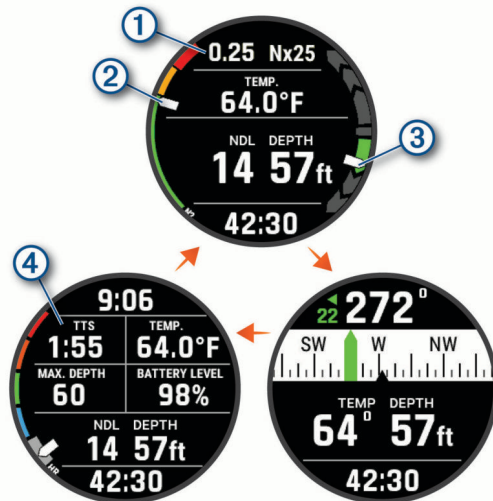 1
0.25 Nx25
2
TEMP.
64.0°F
3
NDL DEPTH
14 57ft
N2
42:30
4
9:06
TTS TEMP.
1:55 64.0°F
MAX. DEPTH BATTERY LEVEL
60 98%
NDL DEPTH
14 57ft
HR
42:30
22 272°
SW W NW
TEMP DEPTH
64° 57ft
42:30